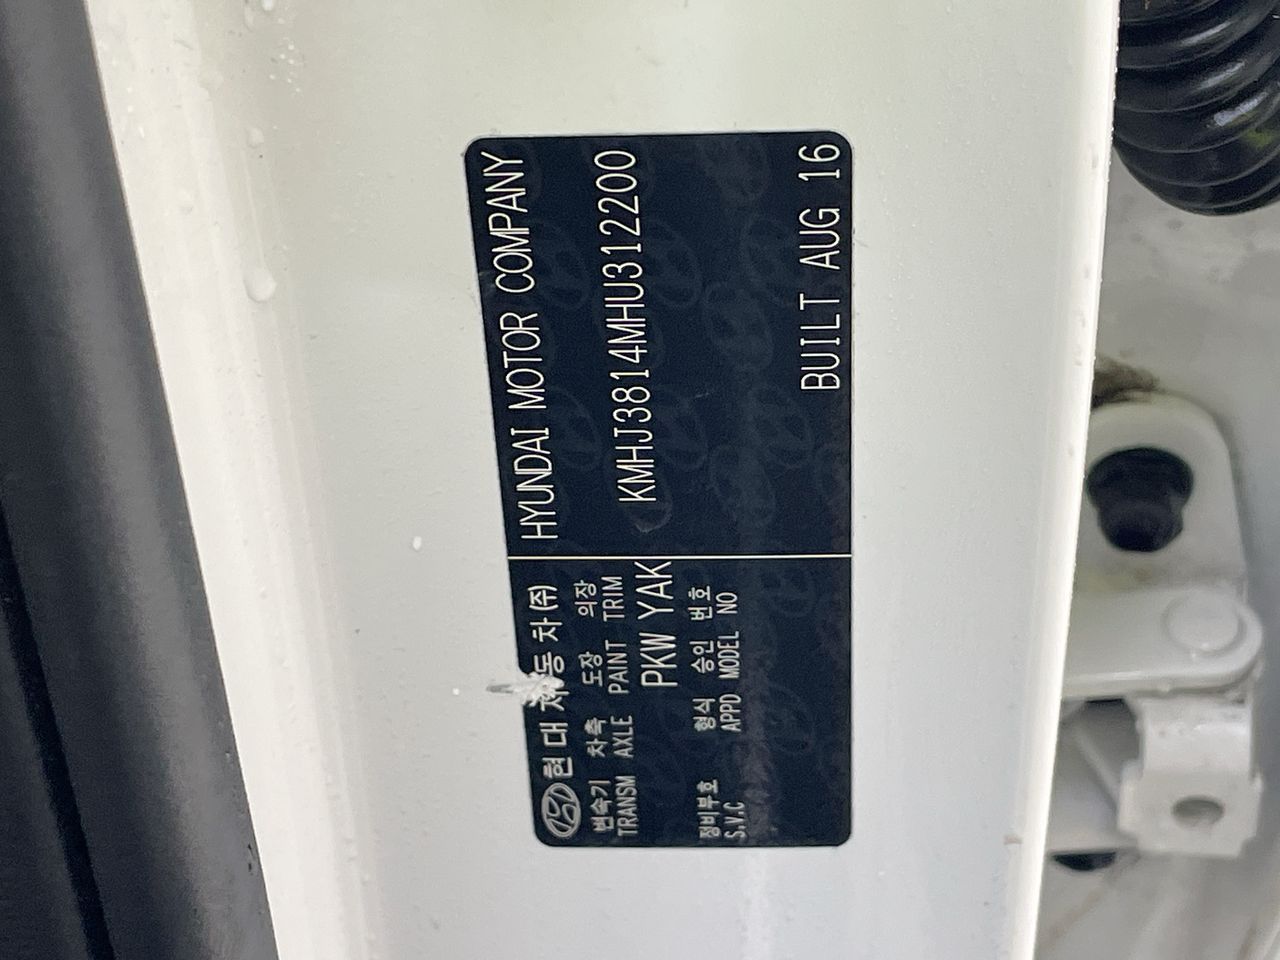 현대자동차(주)
HYUNDAI MOTOR COMPANY
변속기 차축 도장 의장
TRANSM AXLE PAINT TRIM
KMHJ3814MHU312200
PKW YAK
형식 승인 번호
정비부호 APPD MODEL NO
S.V.C
BUILT AUG 16